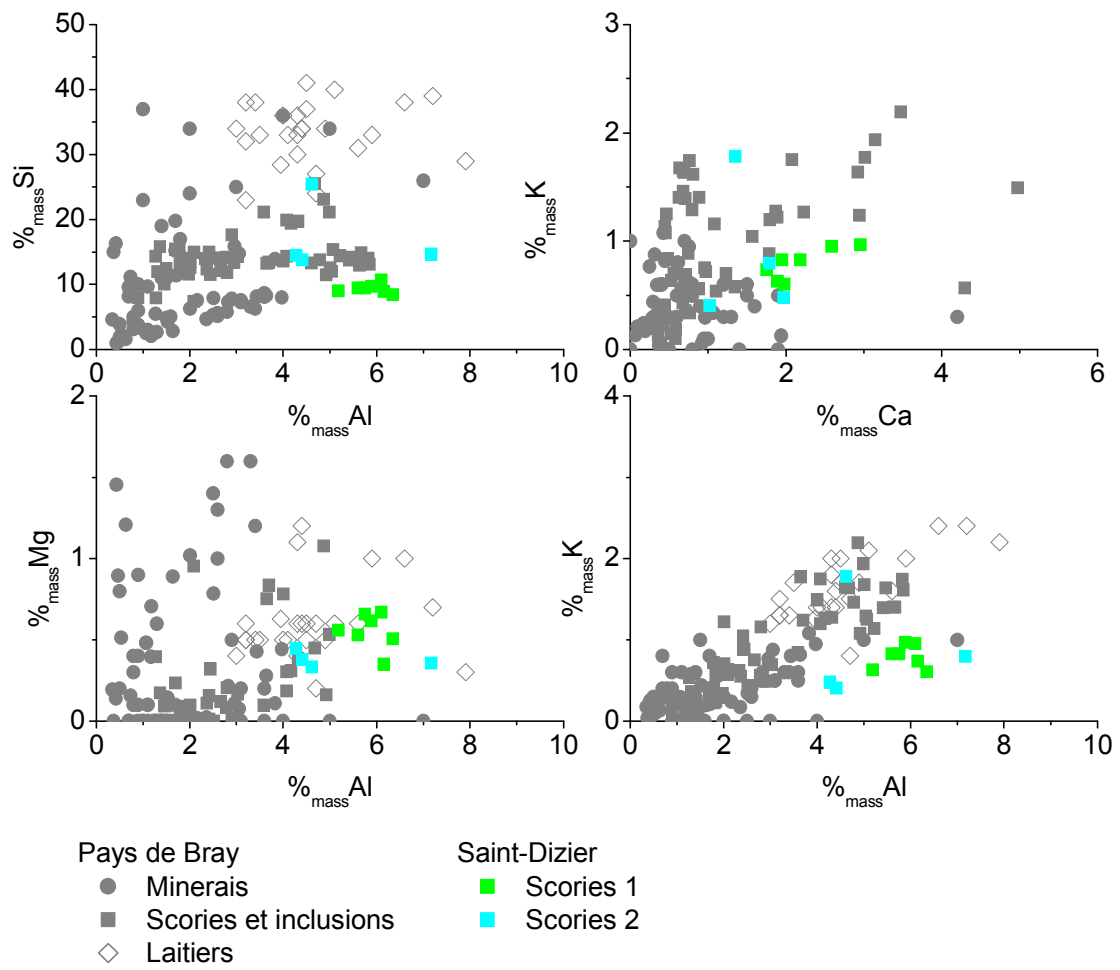 50
40
30
20
10
0
%massSi
0 2 4 6 8 10
%massAl
3
2
1
0
%massK
0 2 4 6
%massCa
2
1
0
%massMg
0 2 4 6 8 10
%massAl
4
2
0
%massK
0 2 4 6 8 10
%massAl
Pays de Bray
Minerais
Scories et inclusions
Laitiers
Saint-Dizier
Scories 1
Scories 2